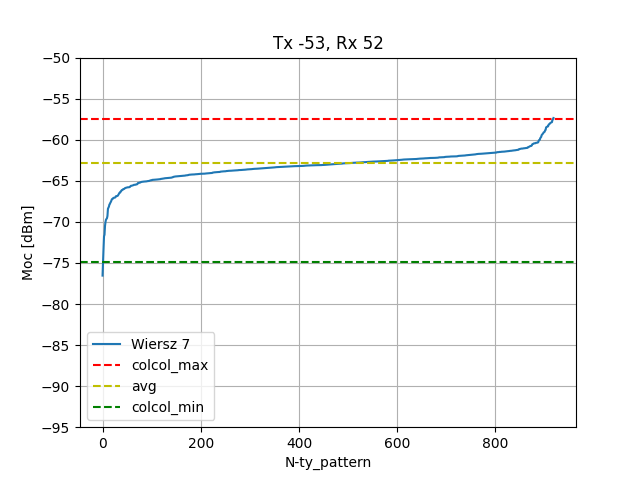 Tx -53, Rx 52
Moc [dBm]
−50
−55
−60
−65
−70
−75
−80
−85
−90
−95
Wiersz 7
colcol_max
avg
colcol_min
0 200 400 600 800
N-ty_pattern